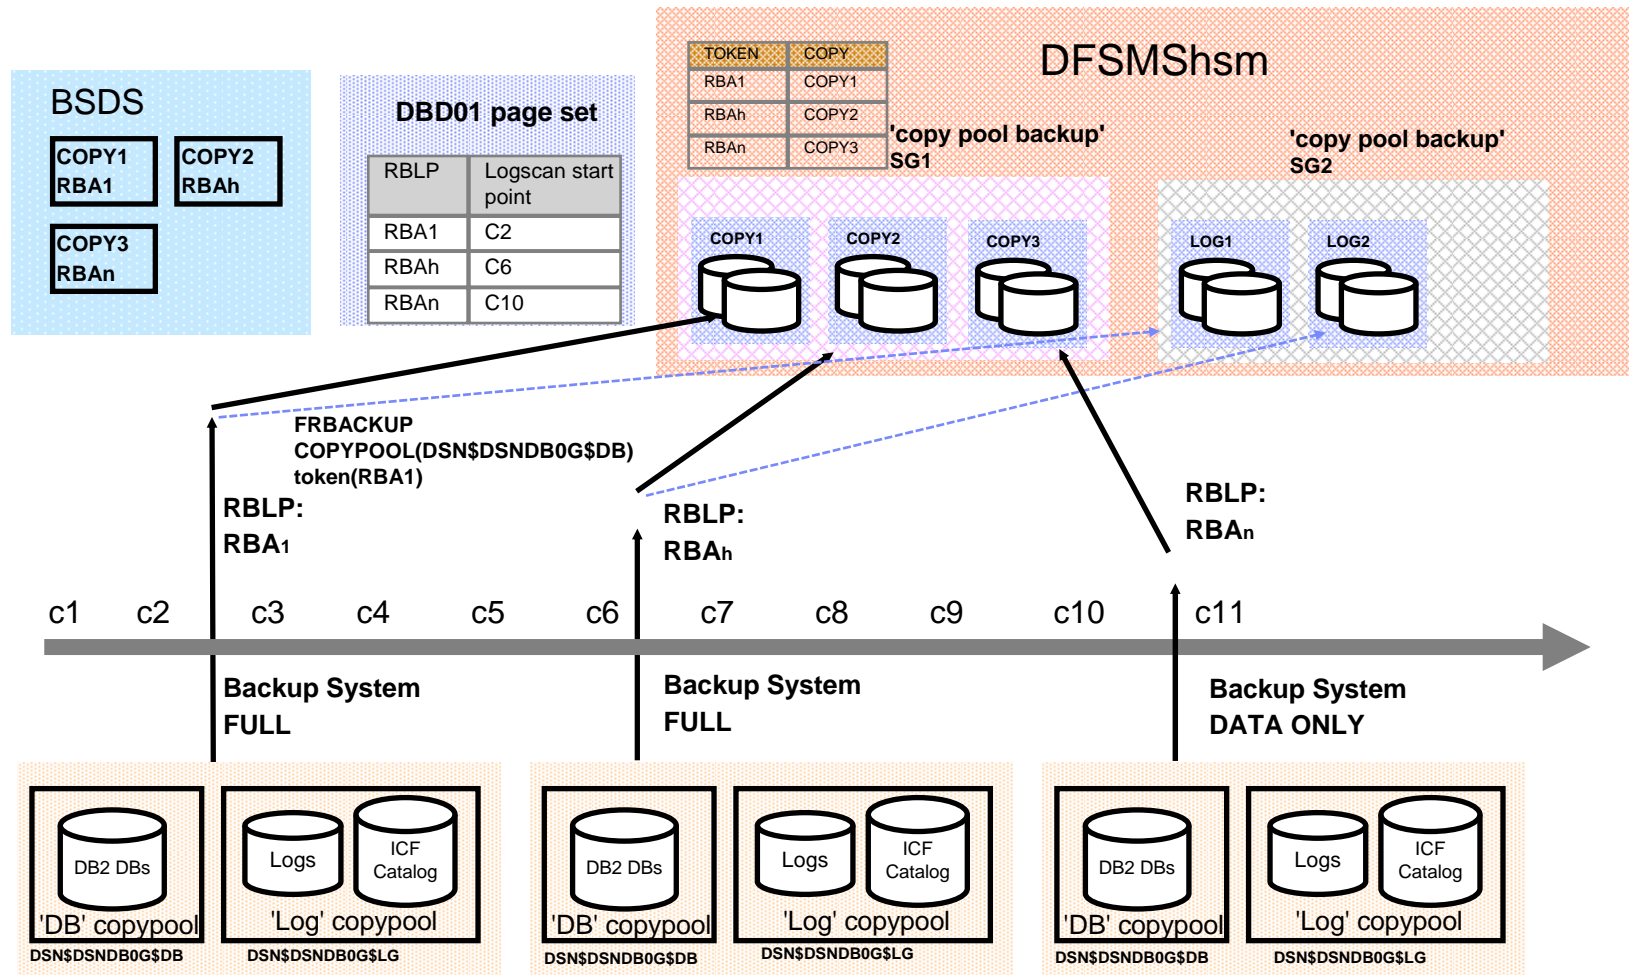 BSDS
COPY1
RBA1
COPY2
RBAh
COPY3
RBAn
DBD01 page set
RBLP
Logscan start
point
RBA1
C2
RBAh
C6
RBAn
C10
DFSMShsm
TOKEN
COPY
RBA1
COPY1
RBAh
COPY2
RBAn
COPY3
'copy pool backup'
SG1
'copy pool backup'
SG2
COPY1
COPY2
COPY3
LOG1
LOG2
FRBACKUP
COPYPOOL(DSN$DSNDB0G$DB)
token(RBA1)
RBLP:
RBA1
RBLP:
RBAh
RBLP:
RBAn
c1 c2 c3 c4 c5 c6 c7 c8 c9 c10 c11
Backup System
FULL
Backup System
FULL
Backup System
DATA ONLY
DB2 DBs
'DB' copypool
DSN$DSNDB0G$DB
Logs
ICF
Catalog
'Log' copypool
DSN$DSNDB0G$LG
DB2 DBs
'DB' copypool
DSN$DSNDB0G$DB
Logs
ICF
Catalog
'Log' copypool
DSN$DSNDB0G$LG
DB2 DBs
'DB' copypool
DSN$DSNDB0G$DB
Logs
ICF
Catalog
'Log' copypool
DSN$DSNDB0G$LG